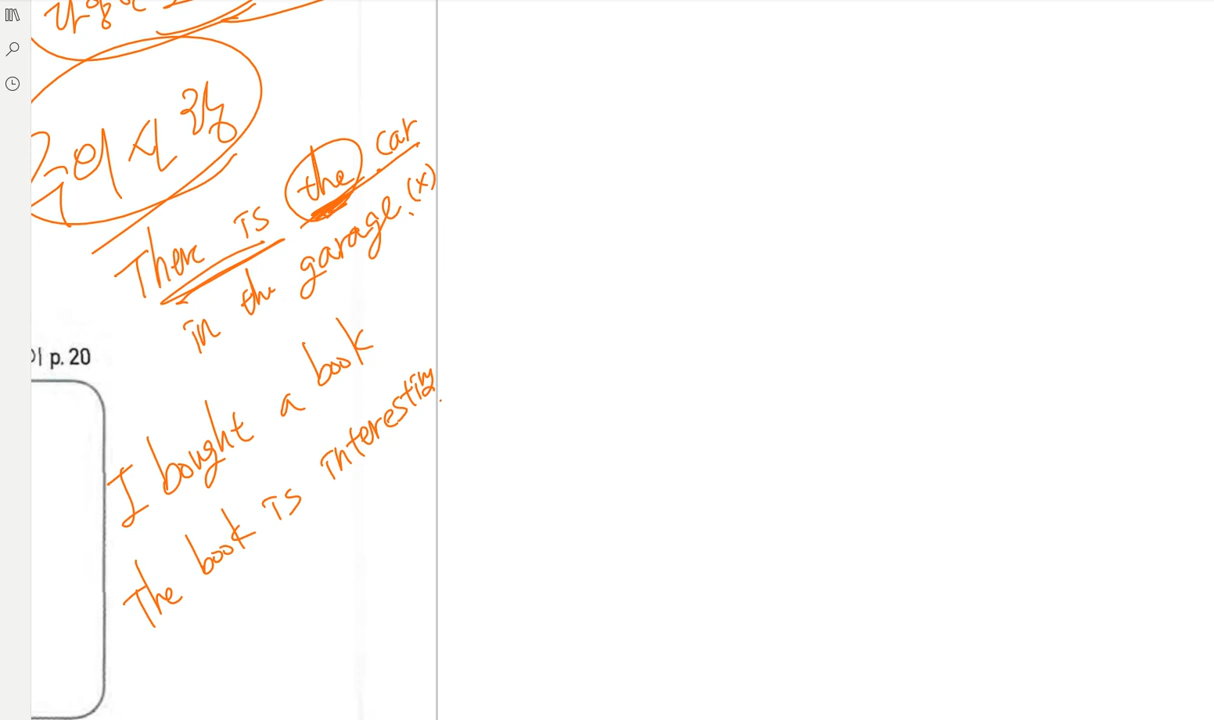 There is the car
in the garage. (x)
p. 20
I bought a book
The book is interesting.